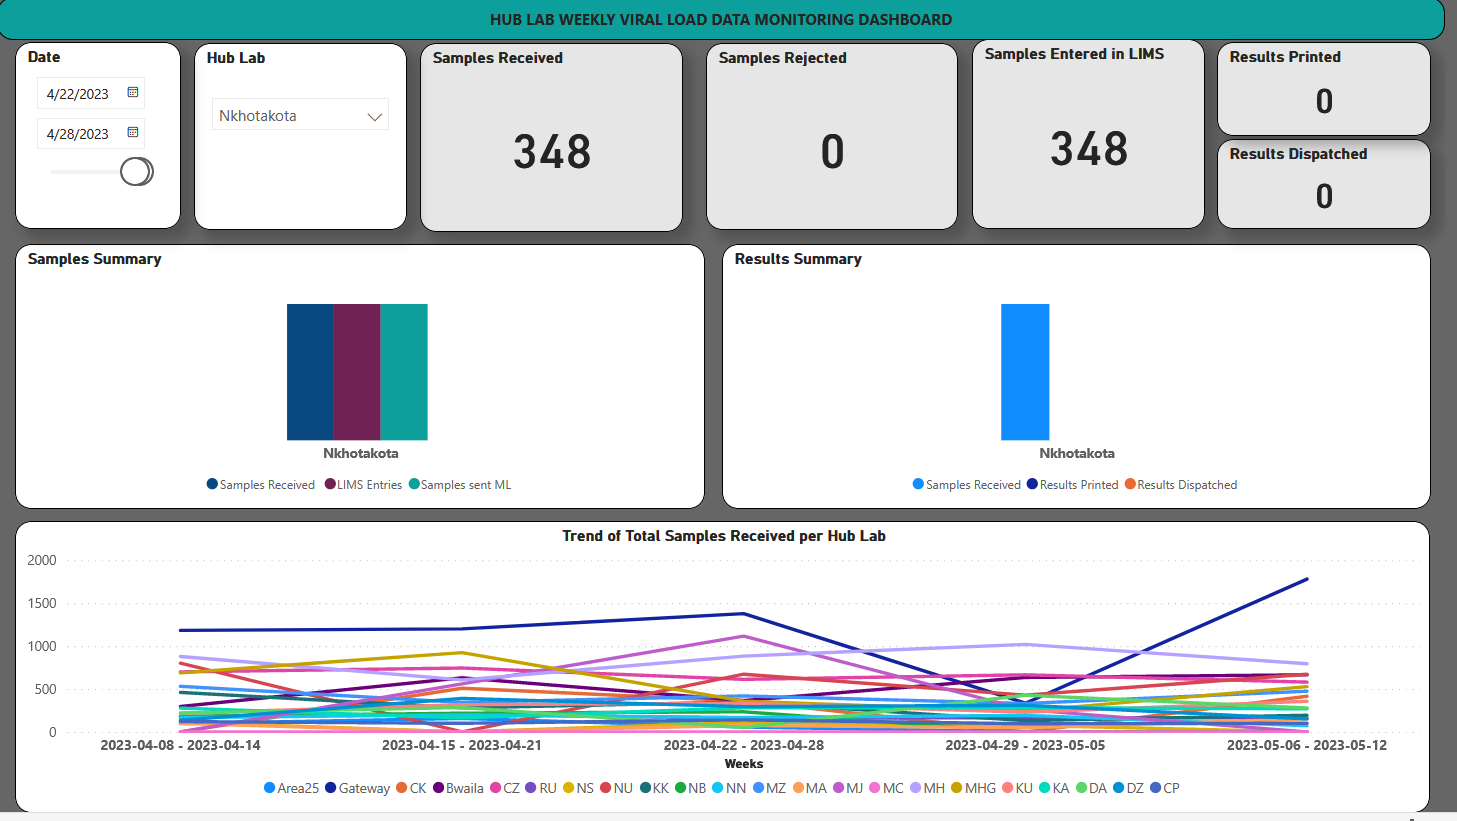 HUB LAB WEEKLY VIRAL LOAD DATA MONITORING DASHBOARD
Date
4/22/2023
4/28/2023
Hub Lab
Nkhotakota
Samples Received
348
Samples Rejected
0
Samples Entered in LIMS
348
Results Printed
0
Results Dispatched
0
Samples Summary
Nkhotakota
Samples Received LIMS Entries Samples sent ML
Results Summary
Nkhotakota
Samples Received Results Printed Results Dispatched
Trend of Total Samples Received per Hub Lab
2000
1500
1000
500
0
2023-04-08 - 2023-04-14 2023-04-15 - 2023-04-21 2023-04-22 - 2023-04-28 2023-04-29 - 2023-05-05 2023-05-06 - 2023-05-12
Weeks
Area25 Gateway CK Bwaila CZ RU NS NU KK NB NN MZ MA MJ MC MH MHG KU KA DA DZ CP